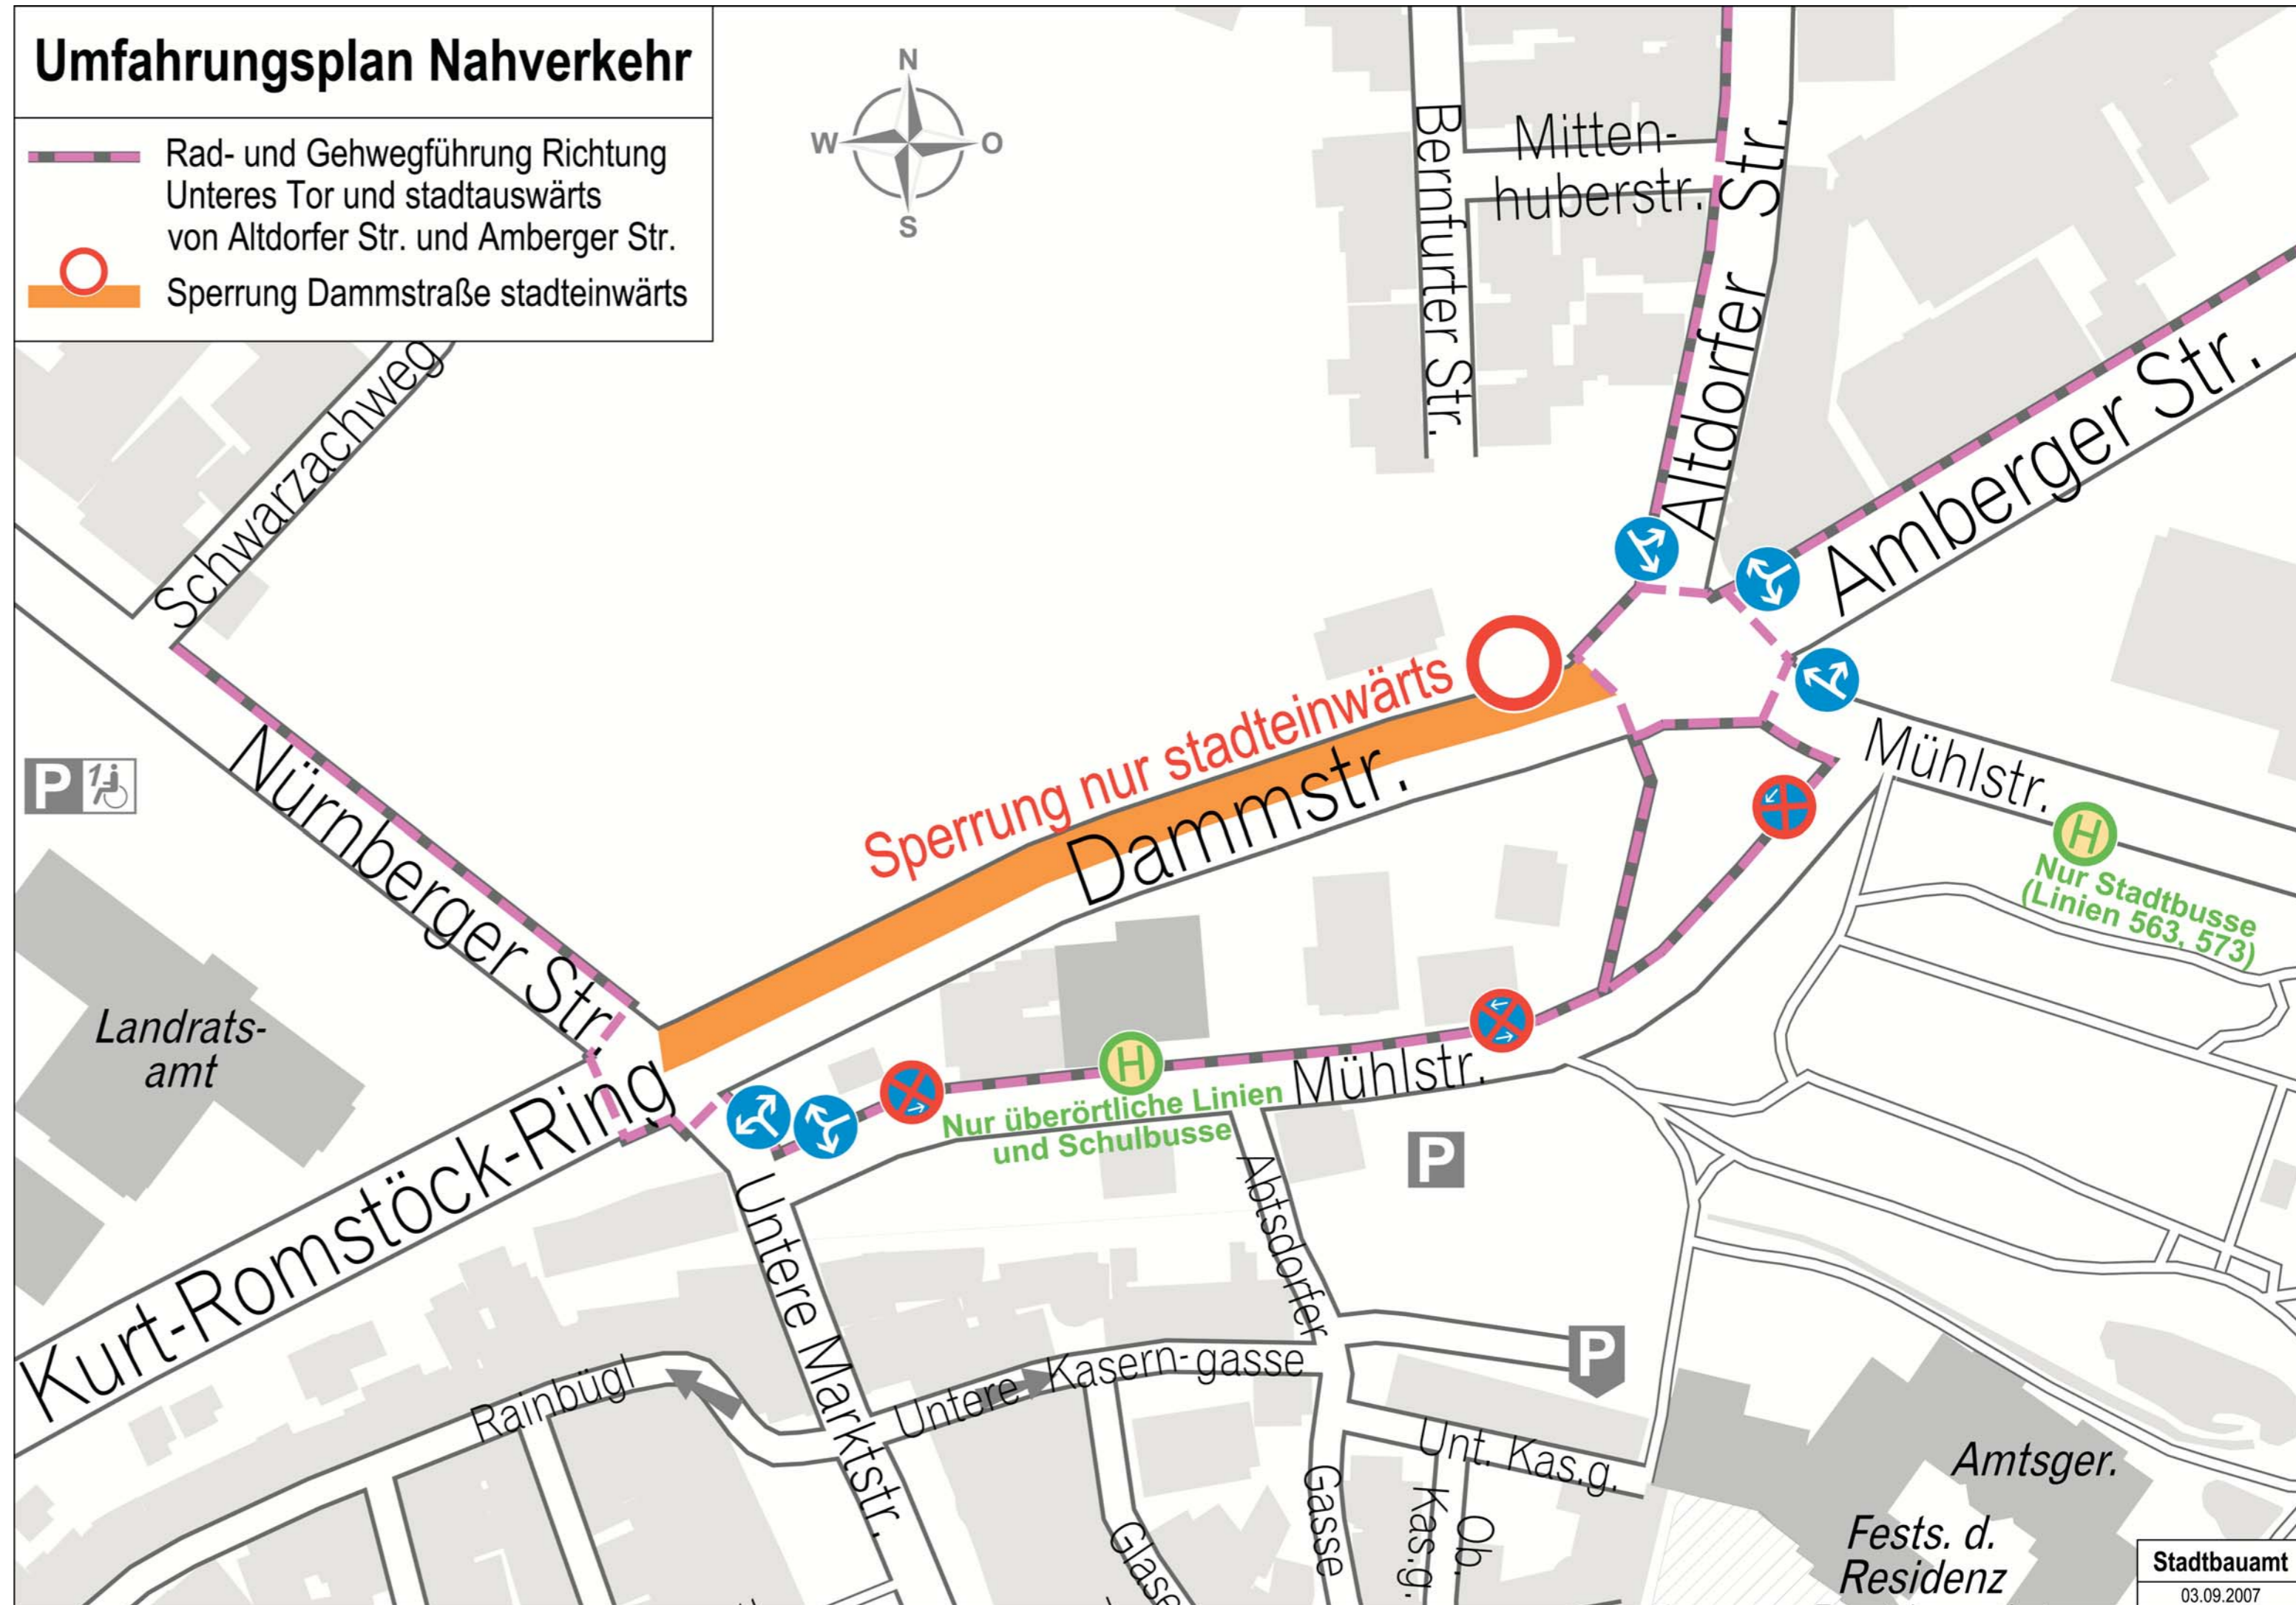 Umfahrungsplan Nahverkehr
Rad- und Gehwegführung Richtung
Unteres Tor und stadtauswärts
von Altdorfer Str. und Amberger Str.
Sperrung Dammstraße stadteinwärts
N
W
O
S
Bernfurter Str.
Mitten-
huberstr.
Altdorfer Str.
Amberger Str.
Schwarzachweg
Nürnberger Str.
P
1
Sperrung nur stadteinwärts
Dammstr.
Mühlstr.
H
Nur Stadtbusse
(Linien 563, 573)
Landrats-
amt
Kurt-Romstöck-Ring
H
Nur überörtliche Linien
und Schulbusse
Mühlstr.
P
Untere Marktstr.
Abtsdorfer
Gasse
Rainbügl
Untere Kasern-gasse
P
Unt. Kas.g.
Ob.
Kas.g.
Glase
Amtsger.
Fests. d.
Residenz
Stadtbauamt
03.09.2007